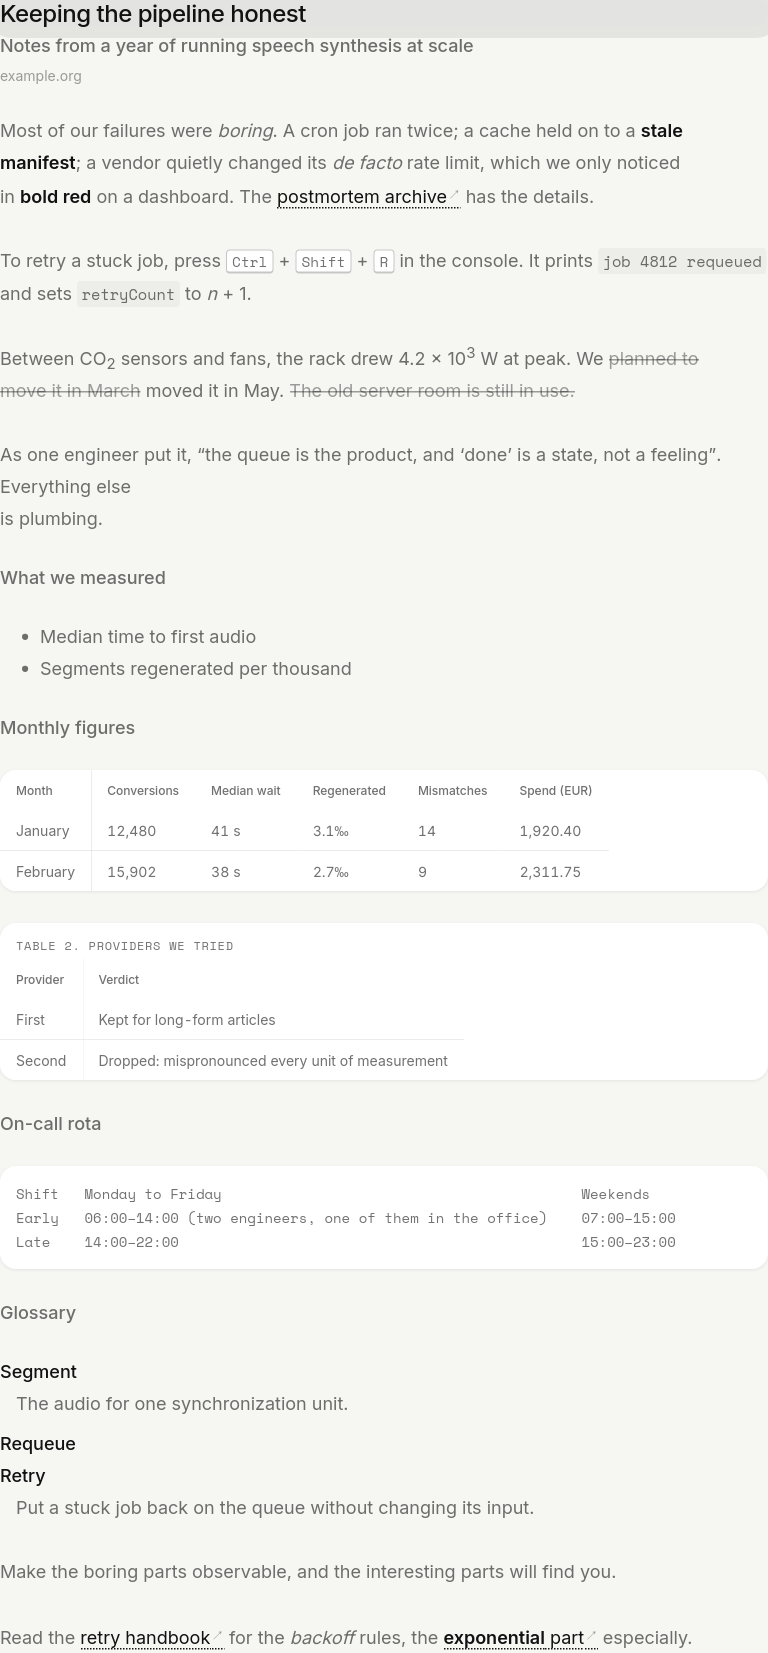 Keeping the pipeline honest
Notes from a year of running speech synthesis at scale
example.org
Most of our failures were boring. A cron job ran twice; a cache held on to a stale
manifest; a vendor quietly changed its de facto rate limit, which we only noticed
in bold red on a dashboard. The postmortem archive↗ has the details.
To retry a stuck job, press Ctrl + Shift + R in the console. It prints job 4812 requeued
and sets retryCount to n + 1.
Between CO₂ sensors and fans, the rack drew 4.2 × 10³ W at peak. We planned to
move it in March moved it in May. The old server room is still in use.
As one engineer put it, “the queue is the product, and ‘done’ is a state, not a feeling”.
Everything else
is plumbing.
What we measured
• Median time to first audio
• Segments regenerated per thousand
Monthly figures
Month Conversions Median wait Regenerated Mismatches Spend (EUR)
January 12,480 41 s 3.1‰ 14 1,920.40
February 15,902 38 s 2.7‰ 9 2,311.75
TABLE 2. PROVIDERS WE TRIED
Provider Verdict
First Kept for long-form articles
Second Dropped: mispronounced every unit of measurement
On-call rota
Shift Monday to Friday Weekends
Early 06:00–14:00 (two engineers, one of them in the office) 07:00–15:00
Late 14:00–22:00 15:00–23:00
Glossary
Segment
The audio for one synchronization unit.
Requeue
Retry
Put a stuck job back on the queue without changing its input.
Make the boring parts observable, and the interesting parts will find you.
Read the retry handbook↗ for the backoff rules, the exponential part↗ especially.